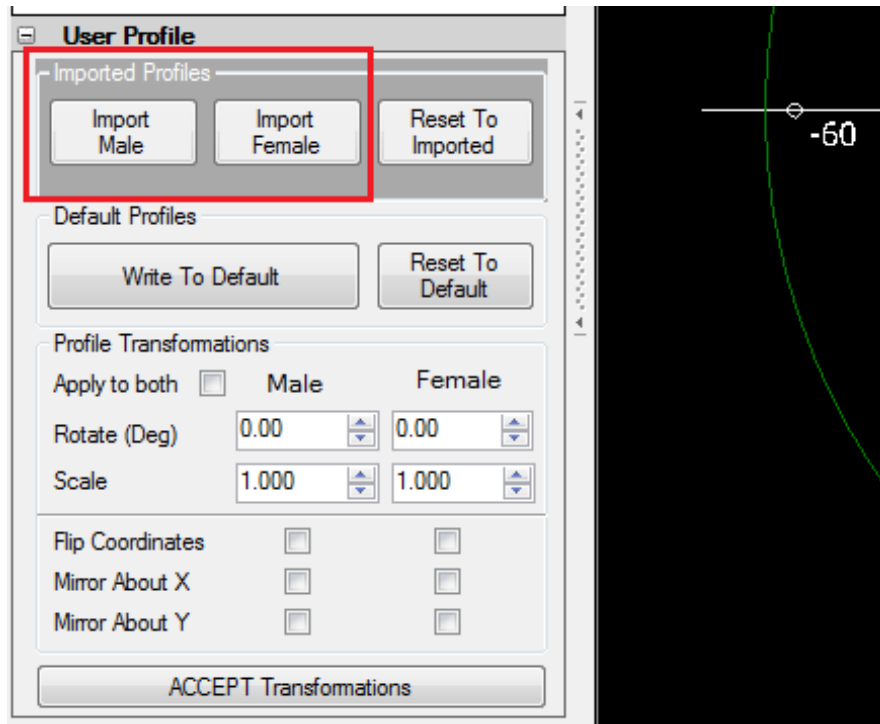 User Profile
Imported Profiles
Import Male
Import Female
Reset To Imported
Default Profiles
Write To Default
Reset To Default
Profile Transformations
Apply to both Male Female
Rotate (Deg) 0.00 0.00
Scale 1.000 1.000
Flip Coordinates
Mirror About X
Mirror About Y
ACCEPT Transformations
-60